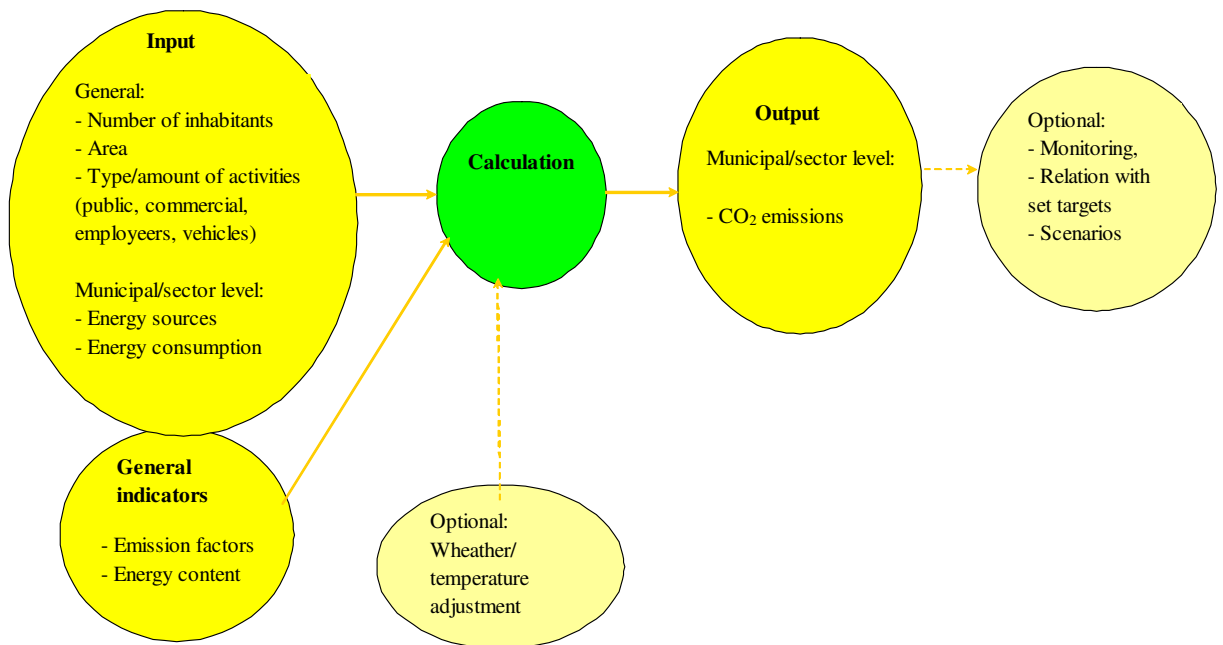 Input
General:
- Number of inhabitants
- Area
- Type/amount of activities
(public, commercial,
employeers, vehicles)
Municipal/sector level:
- Energy sources
- Energy consumption
General
indicators
- Emission factors
- Energy content
Calculation
Optional:
Wheather/
temperature
adjustment
Output
Municipal/sector level:
- CO₂ emissions
Optional:
- Monitoring,
- Relation with
set targets
- Scenarios